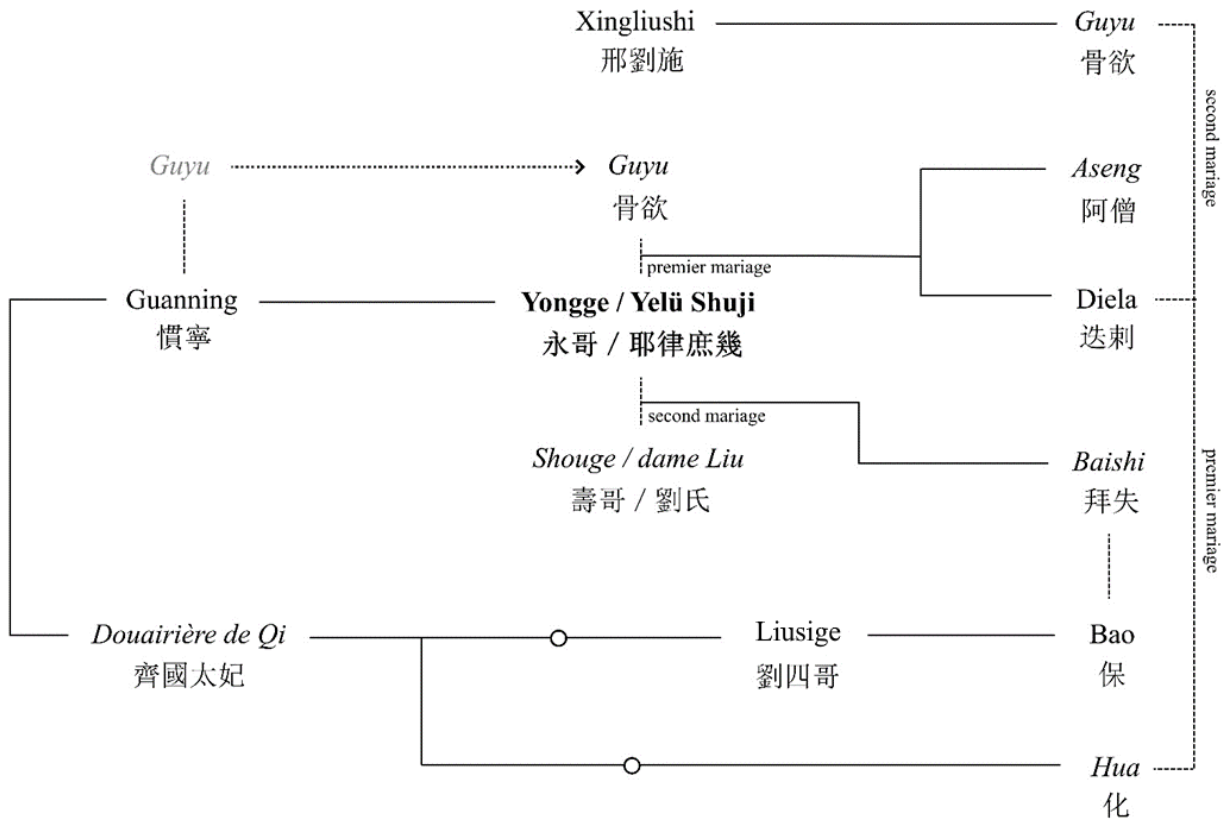 Xingliushi
邢劉施
Guyu
骨欲
second mariage
Guyu
Guyu
骨欲
Aseng
阿僧
premier mariage
Guanning
慣寧
Yongge / Yelü Shuji
永哥 / 耶律庶幾
Diela
迭剌
second mariage
Shouge / dame Liu
壽哥 / 劉氏
Baishi
拜失
premier mariage
Douairière de Qi
齊國太妃
Liusige
劉四哥
Bao
保
Hua
化